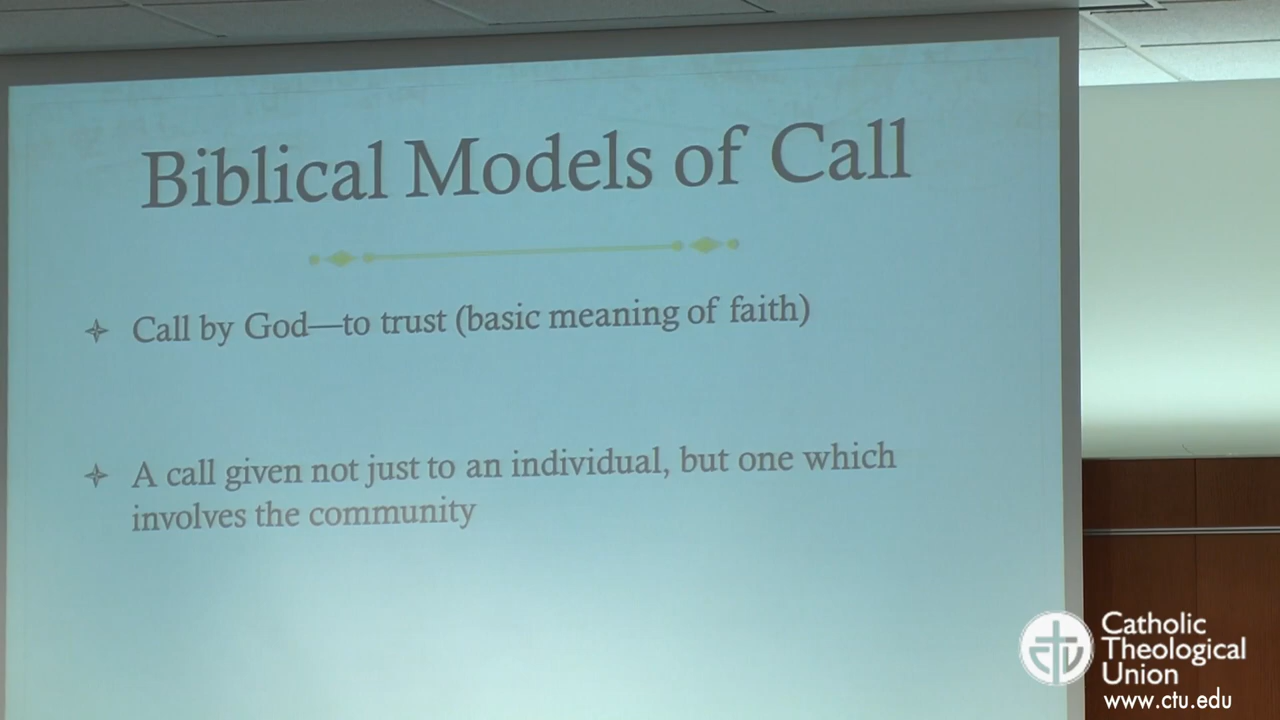 Biblical Models of Call
Call by God—to trust (basic meaning of faith)
A call given not just to an individual, but one which
involves the community
Catholic
Theological
Union
www.ctu.edu